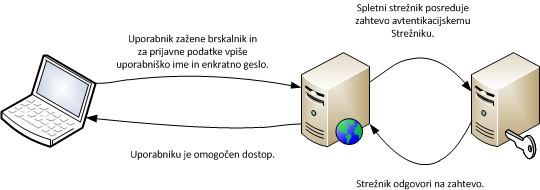 Uporabnik zažene brskalnik in
za prijavne podatke vpiše
uporabniško ime in enkratno geslo.
Spletni strežnik posreduje
zahtevo avtentikacijskemu
Strežniku.
Uporabniku je omogočen dostop.
Strežnik odgovori na zahtevo.